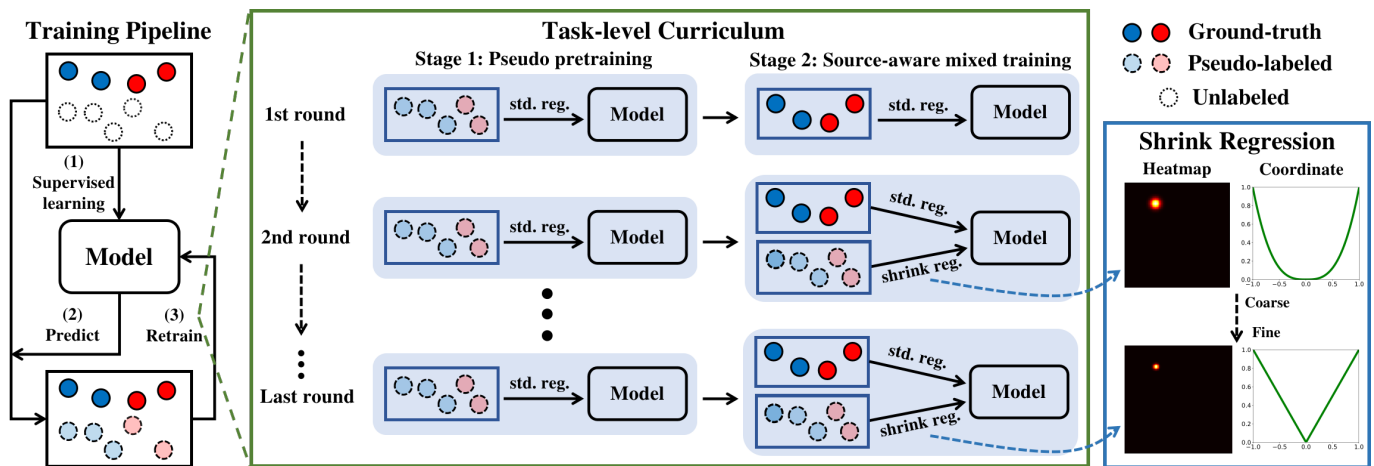 Training Pipeline
(1)
Supervised
learning
Model
(2)
Predict
(3)
Retrain
Task-level Curriculum
Stage 1: Pseudo pretraining
Stage 2: Source-aware mixed training
1st round
std. reg.
Model
std. reg.
Model
2nd round
std. reg.
Model
std. reg.
shrink reg.
Model
Last round
std. reg.
Model
std. reg.
shrink reg.
Model
Ground-truth
Pseudo-labeled
Unlabeled
Shrink Regression
Heatmap
Coordinate
1.0
0.8
0.6
0.4
0.2
0.0
−1.0 −0.5 0.0 0.5 1.0
Coarse
Fine
1.0
0.8
0.6
0.4
0.2
0.0
−1.0 −0.5 0.0 0.5 1.0